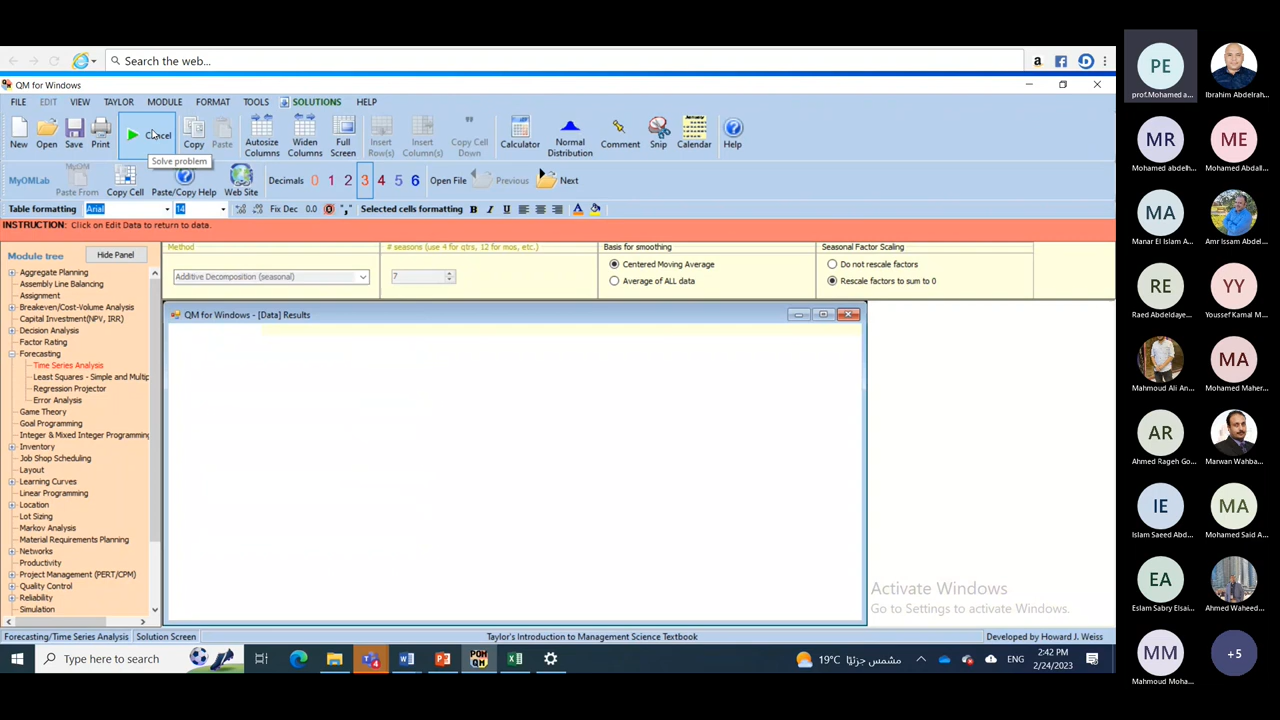 Search the web...
QM for Windows
FILE EDIT VIEW TAYLOR MODULE FORMAT TOOLS SOLUTIONS HELP
New Open Save Print Cancel Copy Paste Autosize Columns Widen Columns Full Screen Insert Row(s) Insert Column(s) Copy Cell Down Calculator Normal Distribution Comment Snip Calendar Help
Solve problem
MyOMLab Paste From Copy Cell Paste/Copy Help Web Site Decimals 0 1 2 3 4 5 6 Open File Previous Next
Table formatting Arial 14 Fix Dec 0.0 Selected cells formatting B I U
INSTRUCTION: Click on Edit Data to return to data.
Module tree Hide Panel
Aggregate Planning
Assembly Line Balancing
Assignment
Breakeven/Cost-Volume Analysis
Capital Investment(NPV, IRR)
Decision Analysis
Factor Rating
Forecasting
Time Series Analysis
Least Squares - Simple and Multip
Regression Projector
Error Analysis
Game Theory
Goal Programming
Integer & Mixed Integer Programming
Inventory
Job Shop Scheduling
Layout
Learning Curves
Linear Programming
Location
Lot Sizing
Markov Analysis
Material Requirements Planning
Networks
Productivity
Project Management (PERT/CPM)
Quality Control
Reliability
Simulation
Method
Additive Decomposition (seasonal)
# seasons (use 4 for qtrs, 12 for mos, etc.)
7
Basis for smoothing
Centered Moving Average
Average of ALL data
Seasonal Factor Scaling
Do not rescale factors
Rescale factors to sum to 0
QM for Windows - [Data] Results
Activate Windows
Go to Settings to activate Windows.
Forecasting/Time Series Analysis Solution Screen Taylor's Introduction to Management Science Textbook Developed by Howard J. Weiss
Type here to search
19°C مشمس جزئيًا
ENG
2:42 PM
2/24/2023
PE
prof.Mohamed a...
Ibrahim Abdelrah...
MR
Mohamed abdelh...
ME
Mohamed Abdall...
MA
Manar El Islam A...
Amr Issam Abdel...
RE
Raed Abdeldaye...
YY
Youssef Kamal M...
Mahmoud Ali An...
MA
Mohamed Maher...
AR
Ahmed Rageh Go...
Marwan Wahba...
IE
Islam Saeed Abd...
MA
Mohamed Said A...
EA
Eslam Sabry Elsai...
Ahmed Waheed...
MM
Mahmoud Moha...
+5